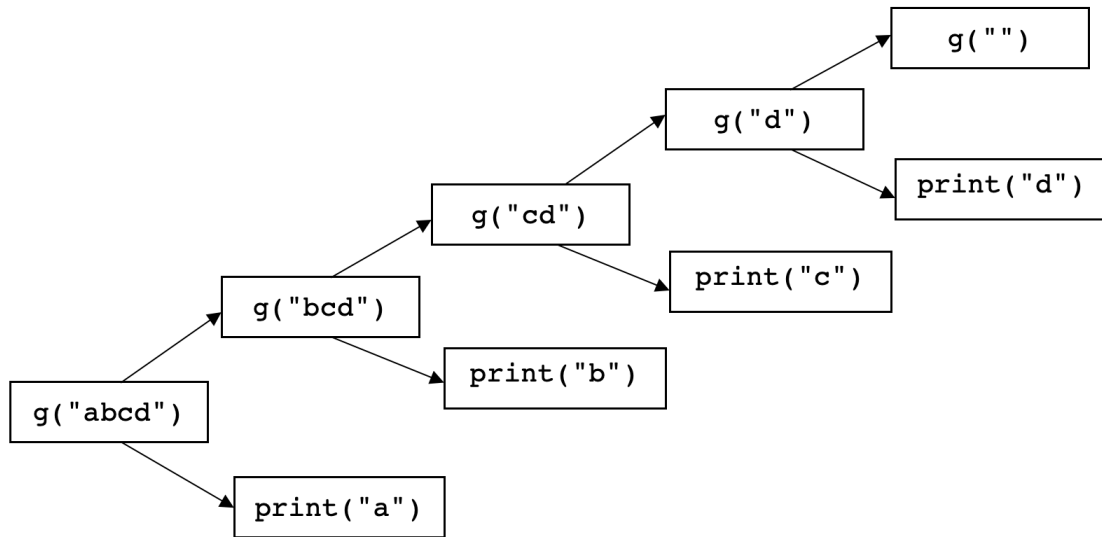 g("")
g("d")
print("d")
g("cd")
print("c")
g("bcd")
print("b")
g("abcd")
print("a")